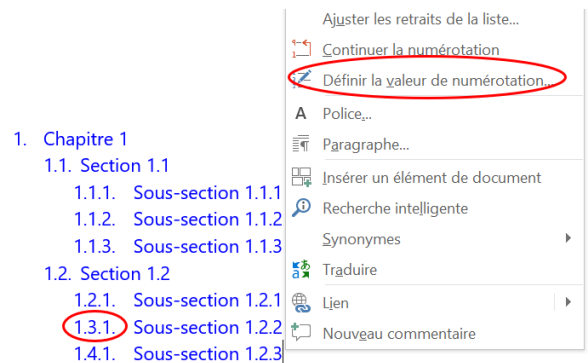 Ajuster les retraits de la liste...
Continuer la numérotation
Définir la valeur de numérotation...
A Police...
Paragraphe...
Insérer un élément de document
Recherche intelligente
Synonymes
Traduire
Lien
Nouveau commentaire
1. Chapitre 1
1.1. Section 1.1
1.1.1. Sous-section 1.1.1
1.1.2. Sous-section 1.1.2
1.1.3. Sous-section 1.1.3
1.2. Section 1.2
1.2.1. Sous-section 1.2.1
1.3.1. Sous-section 1.2.2
1.4.1. Sous-section 1.2.3